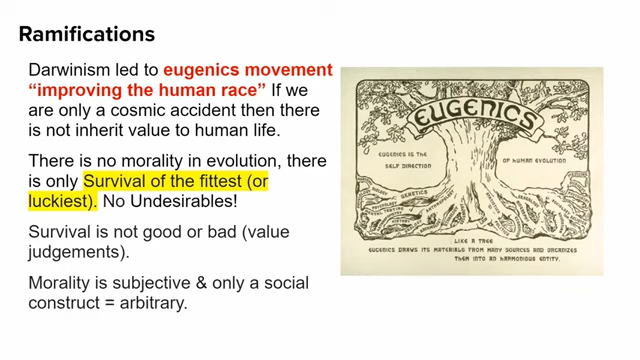 Ramifications
Darwinism led to eugenics movement
“improving the human race” If we
are only a cosmic accident then there
is not inherit value to human life.
There is no morality in evolution, there
is only Survival of the fittest (or
luckiest). No Undesirables!
Survival is not good or bad (value
judgements).
Morality is subjective & only a social
construct = arbitrary.
EUGENICS
EUGENICS IS THE
SELF DIRECTION
OF HUMAN EVOLUTION
GENETICS
LIKE A TREE
EUGENICS DRAWS ITS MATERIALS FROM MANY SOURCES AND ORGANIZES
THEM INTO AN HARMONIOUS ENTITY.